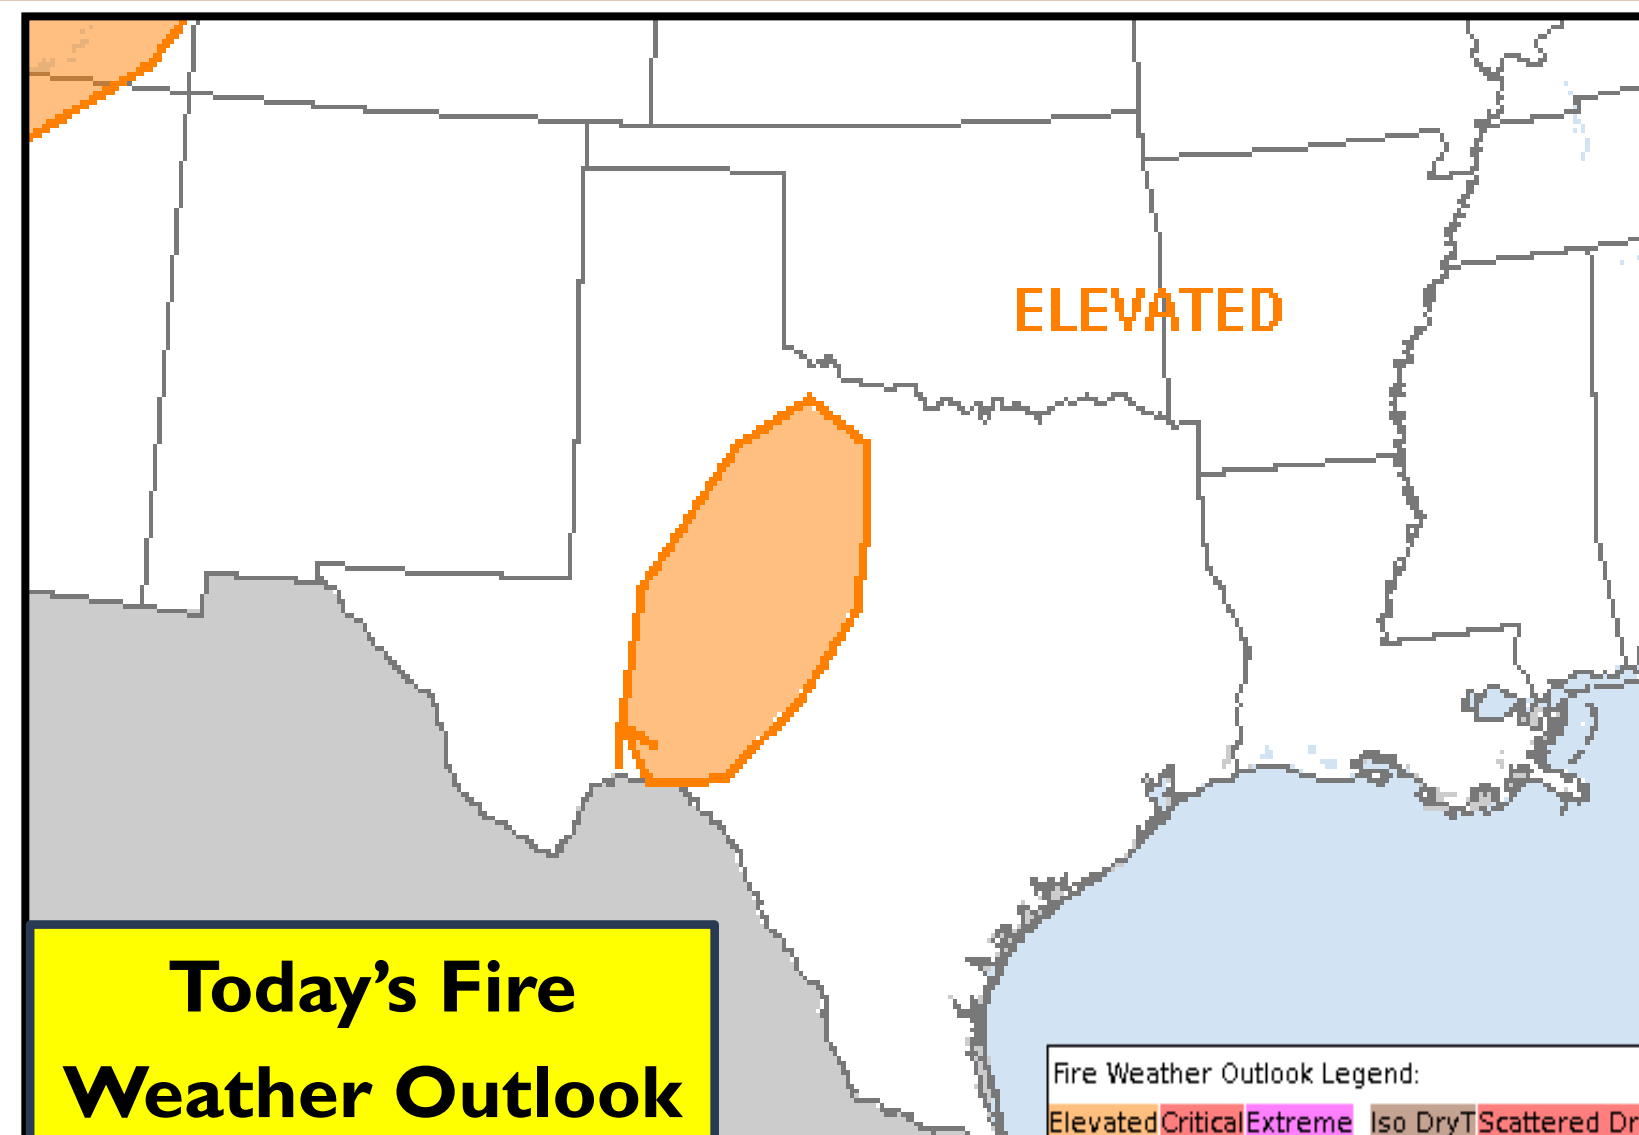 ELEVATED
Today’s Fire
Weather Outlook
Fire Weather Outlook Legend:
Elevated Critical Extreme Iso DryT Scattered Dr